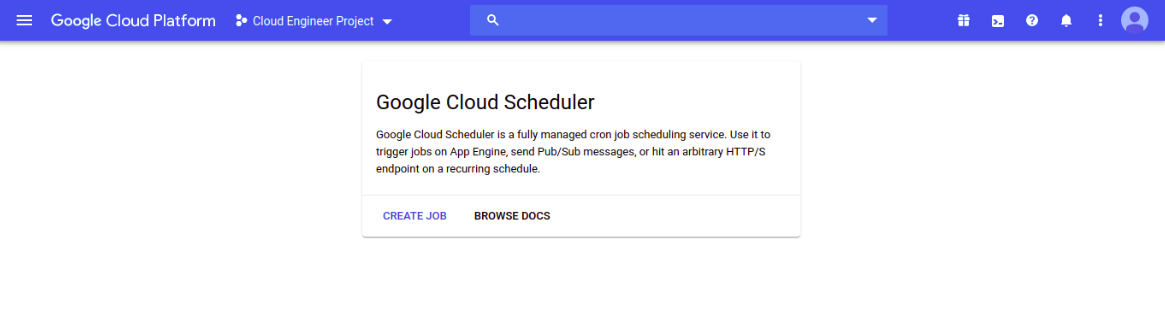 Google Cloud Platform
Cloud Engineer Project
Google Cloud Scheduler
Google Cloud Scheduler is a fully managed cron job scheduling service. Use it to
trigger jobs on App Engine, send Pub/Sub messages, or hit an arbitrary HTTP/S
endpoint on a recurring schedule.
CREATE JOB
BROWSE DOCS